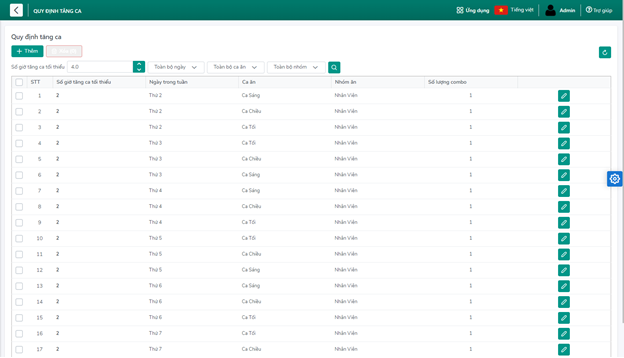 QUY ĐỊNH TĂNG CA Ứng dụng Tiếng việt Admin Trợ giúp
Quy định tăng ca
Thêm
Số giờ tăng ca tối thiểu 4.0 Toàn bộ ngày Toàn bộ ca ăn Toàn bộ nhóm
STT Số giờ tăng ca tối thiểu Ngày trong tuần Ca ăn Nhóm ăn Số lượng combo
1 2 Thứ 2 Ca Sáng Nhân Viên 1
2 2 Thứ 2 Ca Chiều Nhân Viên 1
3 2 Thứ 2 Ca Tối Nhân Viên 1
4 2 Thứ 3 Ca Tối Nhân Viên 1
5 2 Thứ 3 Ca Chiều Nhân Viên 1
6 2 Thứ 3 Ca Sáng Nhân Viên 1
7 2 Thứ 4 Ca Sáng Nhân Viên 1
8 2 Thứ 4 Ca Chiều Nhân Viên 1
9 2 Thứ 4 Ca Tối Nhân Viên 1
10 2 Thứ 5 Ca Tối Nhân Viên 1
11 2 Thứ 5 Ca Chiều Nhân Viên 1
12 2 Thứ 5 Ca Sáng Nhân Viên 1
13 2 Thứ 6 Ca Sáng Nhân Viên 1
14 2 Thứ 6 Ca Chiều Nhân Viên 1
15 2 Thứ 6 Ca Tối Nhân Viên 1
16 2 Thứ 7 Ca Tối Nhân Viên 1
17 2 Thứ 7 Ca Chiều Nhân Viên 1